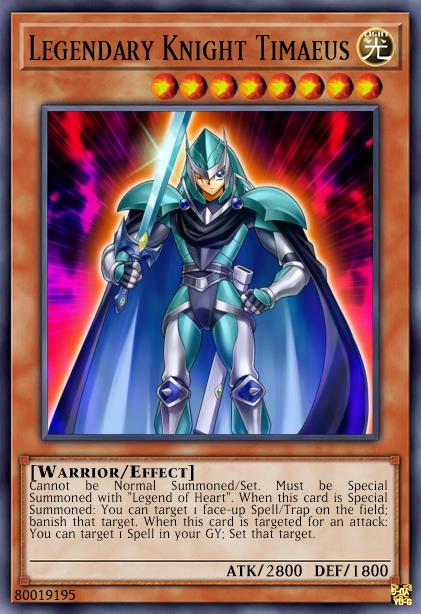 Legendary Knight Timaeus
LIGHT
光
[Warrior/Effect]
Cannot be Normal Summoned/Set. Must be Special
Summoned with "Legend of Heart". When this card is Special
Summoned: You can target 1 face-up Spell/Trap on the field;
banish that target. When this card is targeted for an attack:
You can target 1 Spell in your GY; Set that target.
ATK/2800 DEF/1800
80019195